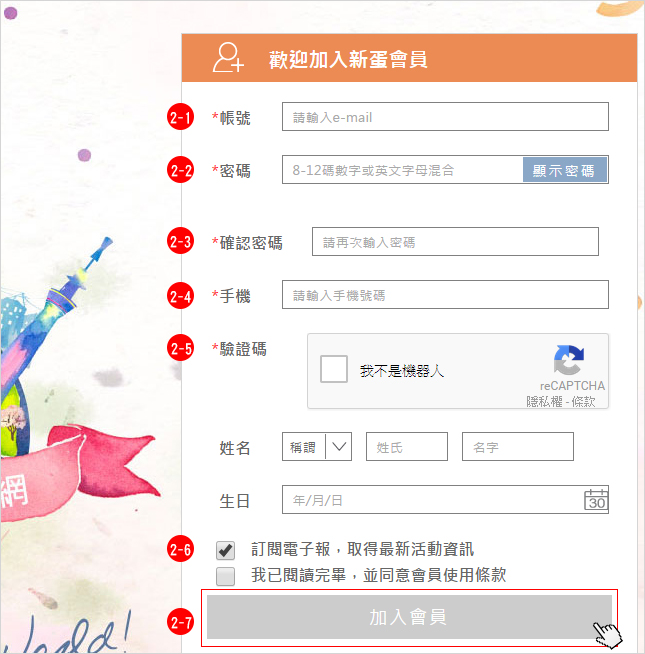 歡迎加入新蛋會員
2-1 *帳號 請輸入e-mail
2-2 *密碼 8-12碼數字或英文字母混合 顯示密碼
2-3 *確認密碼 請再次輸入密碼
2-4 *手機 請輸入手機號碼
2-5 *驗證碼 我不是機器人
reCAPTCHA
隱私權 - 條款
姓名 稱謂 姓氏 名字
網
生日 年/月/日 30
2-6 訂閱電子報，取得最新活動資訊
我已閱讀完畢，並同意會員使用條款
2-7 加入會員
World!